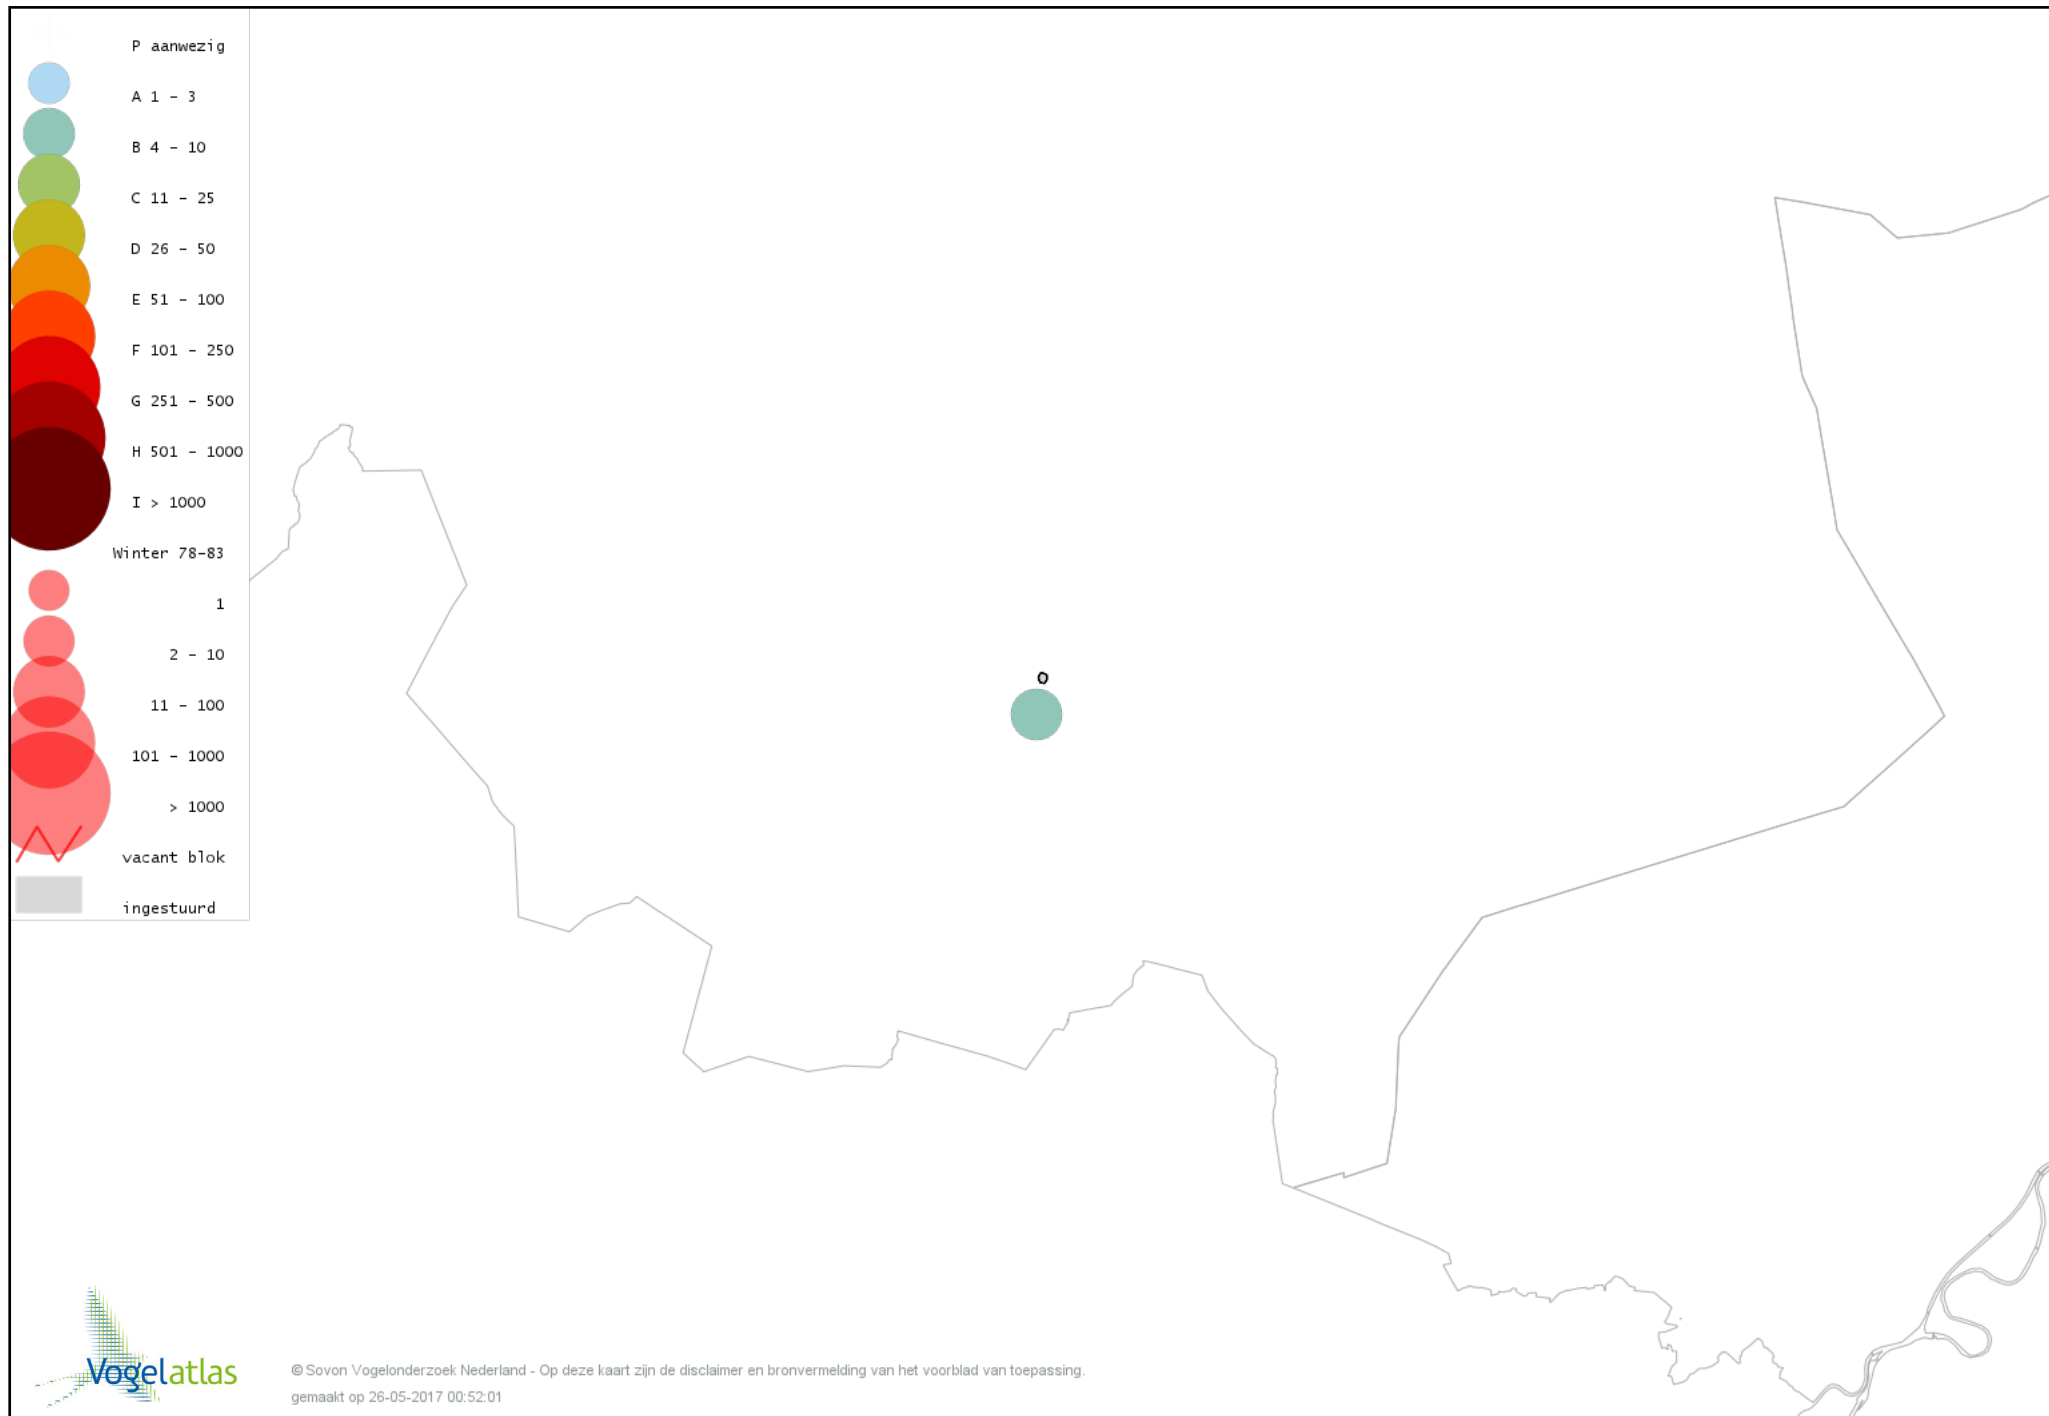 P aanwezig
A 1 - 3
B 4 - 10
C 11 - 25
D 26 - 50
E 51 - 100
F 101 - 250
G 251 - 500
H 501 - 1000
I > 1000
Winter 78-83
1
2 - 10
11 - 100
101 - 1000
> 1000
vacant blok
ingestuurd
Vogelatlas
© Sovon Vogelonderzoek Nederland - Op deze kaart zijn de disclaimer en bronvermelding van het voorblad van toepassing.
gemaakt op 26-05-2017 00:52:01